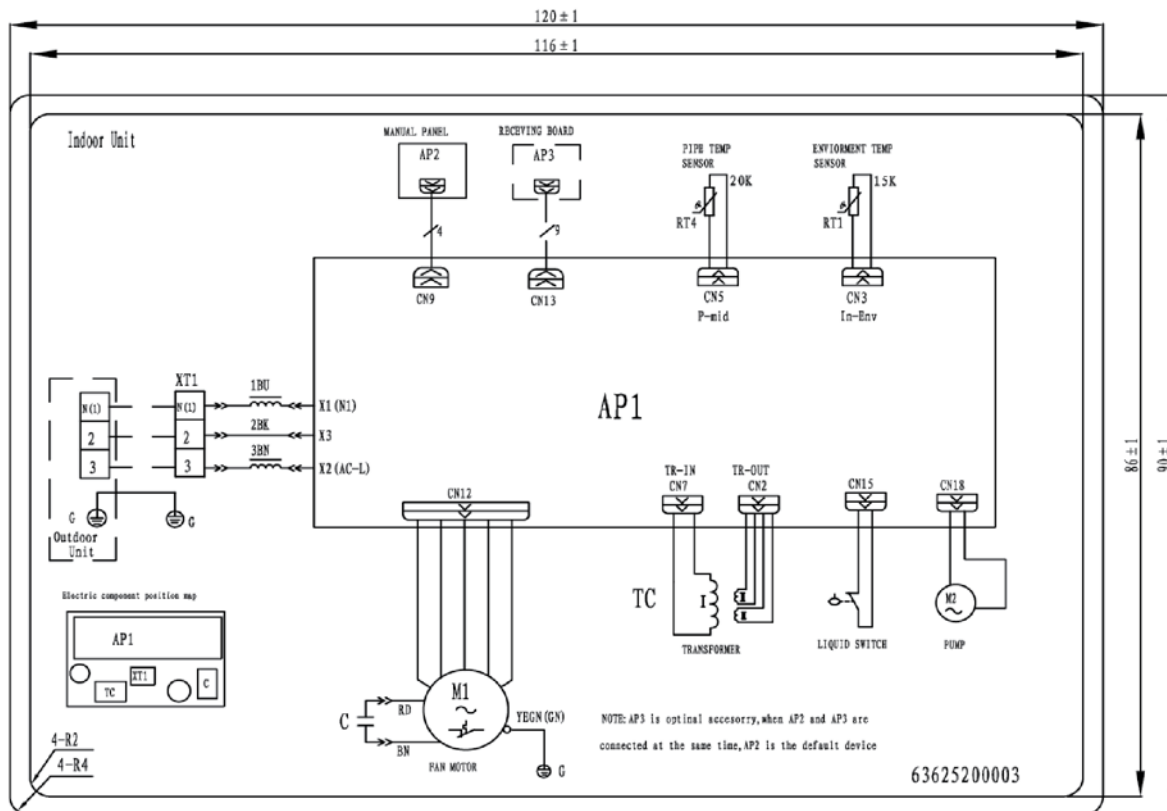 120±1
116±1
Indoor Unit
MANUAL PANEL
AP2
4
CN9
RECEVING BOARD
AP3
9
CN13
PIPE TEMP
SENSOR
20K
RT4
CN5
P-mid
ENVIORMENT TEMP
SENSOR
15K
RT1
CN3
In-Env
AP1
86±1
90±1
XT1
N(1)
2
3
N(1)
2
3
1BU
2BK
3BN
X1(N1)
X3
X2(AC-L)
G
G
Outdoor
Unit
CN12
TR-IN
CN7
TR-OUT
CN2
CN15
CN18
TC
TRANSFORMER
LIQUID SWITCH
M2
PUMP
Electric component position map
AP1
XT1
TC
C
M1
C
RD
BN
YEGN(GN)
G
FAN MOTOR
NOTE:AP3 is optinal accesorry,when AP2 and AP3 are
connected at the same time,AP2 is the default device
4-R2
4-R4
63625200003